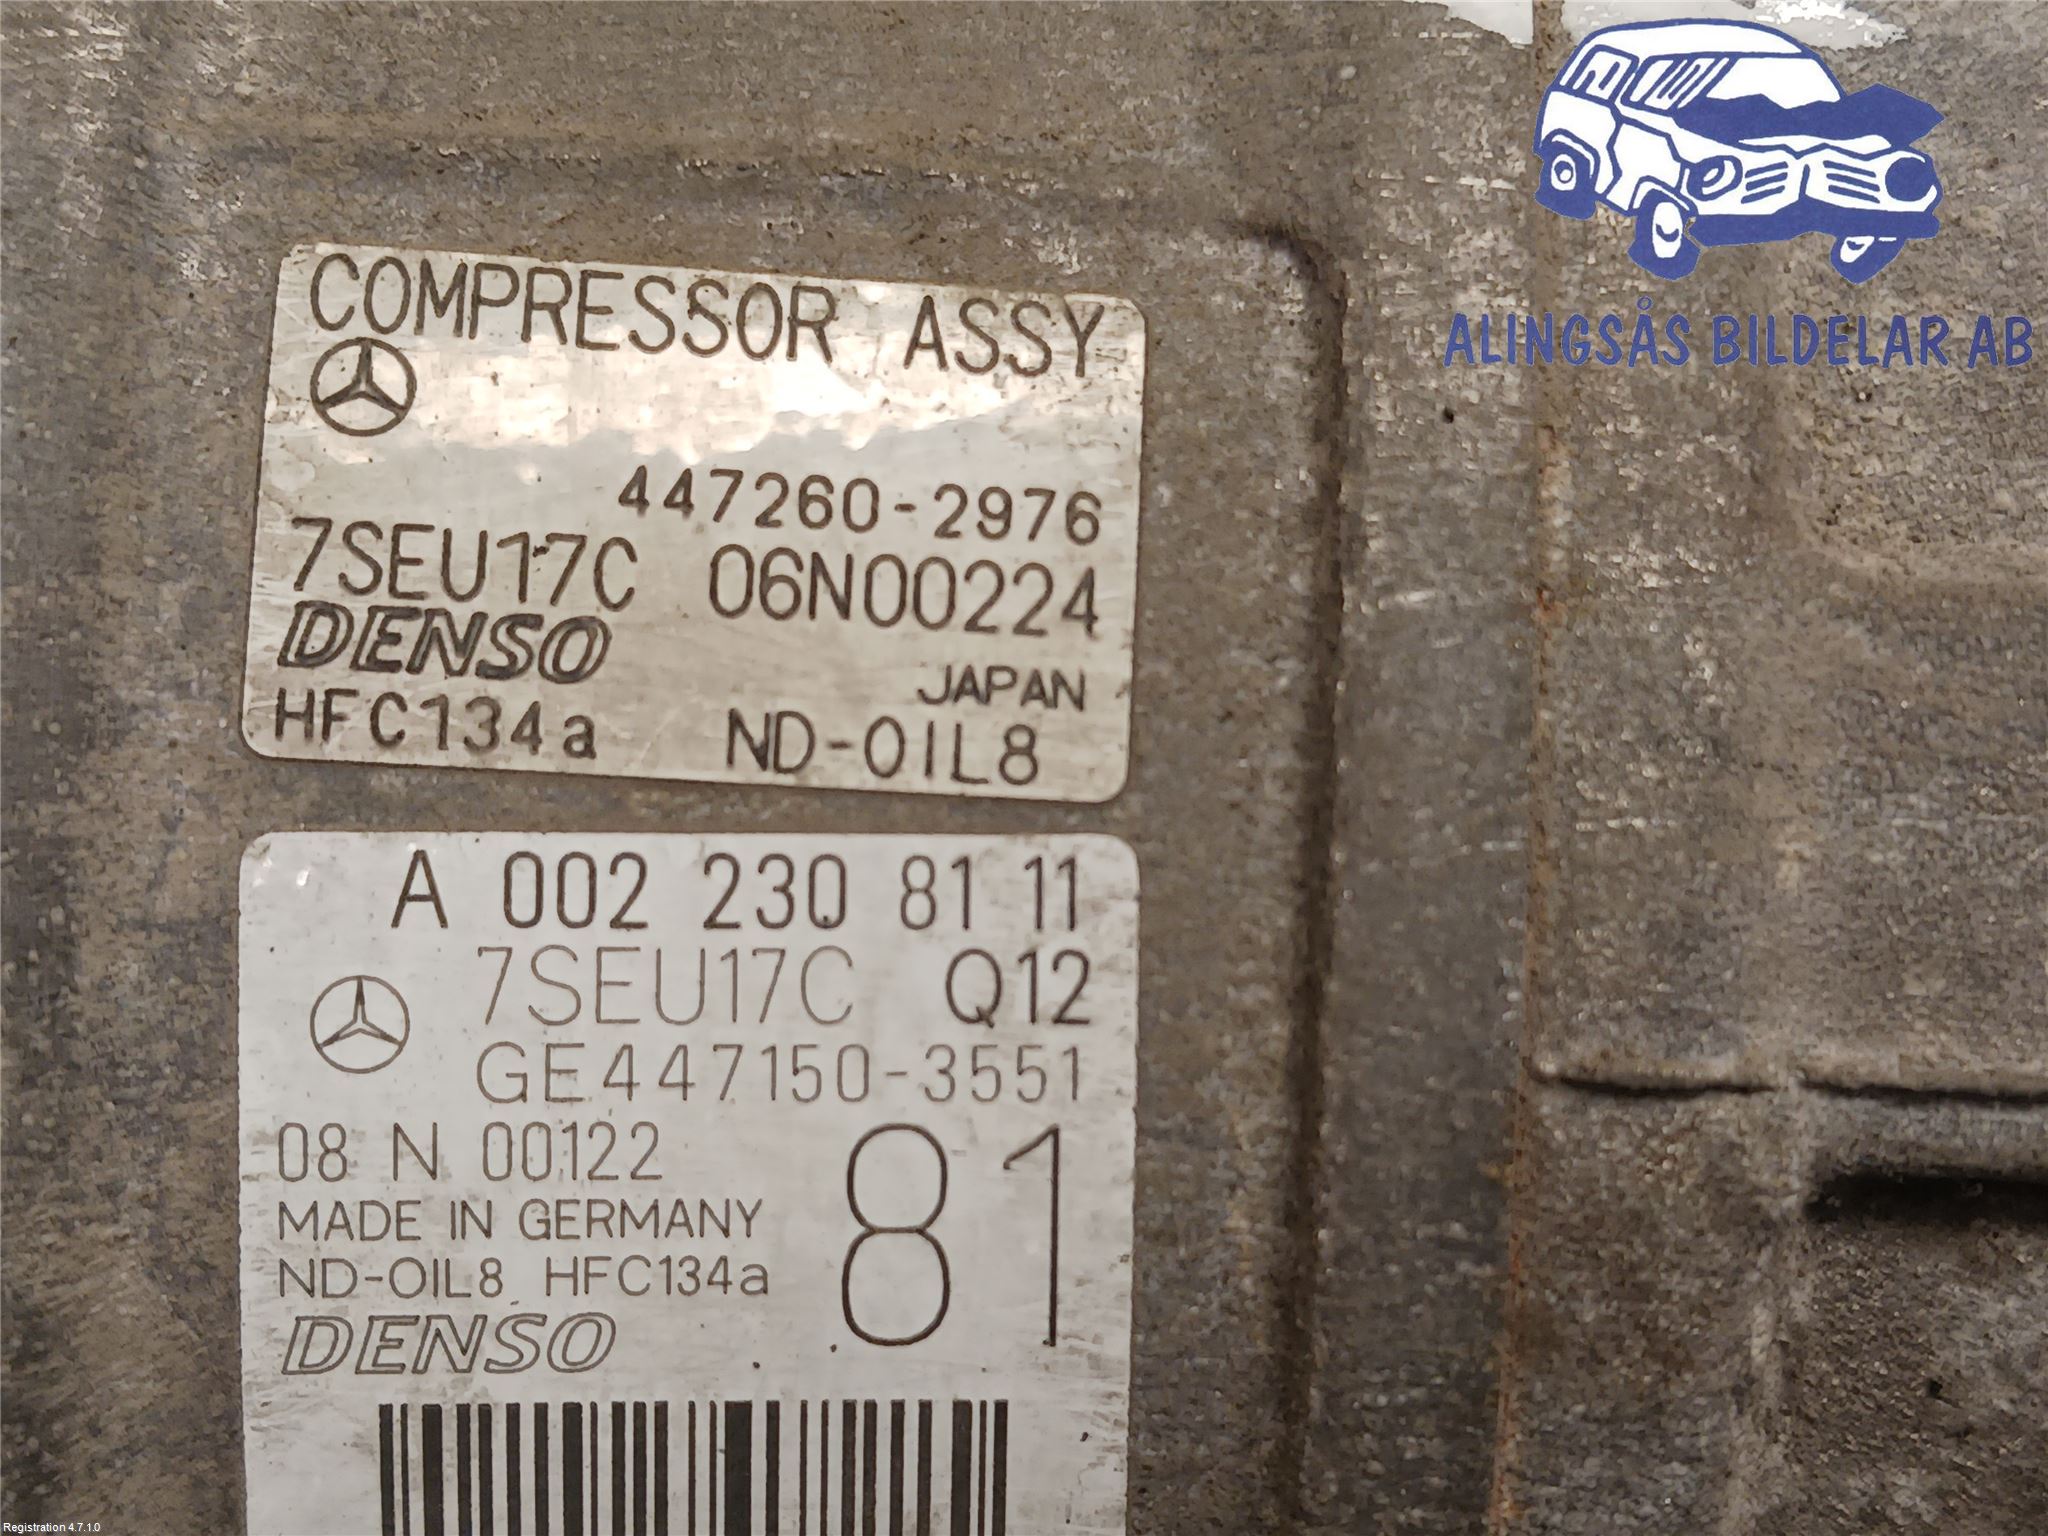 COMPRESSOR ASSY
447260-2976
7SEU17C 06N00224
DENSO
JAPAN
HFC134a ND-OIL8
A 002 230 81 11
7SEU17C Q12
GE447150-3551
08 N 00122
81
MADE IN GERMANY
ND-OIL8 HFC134a
DENSO
ALINGSÅS BILDELAR AB
Registration 4.7.1.0